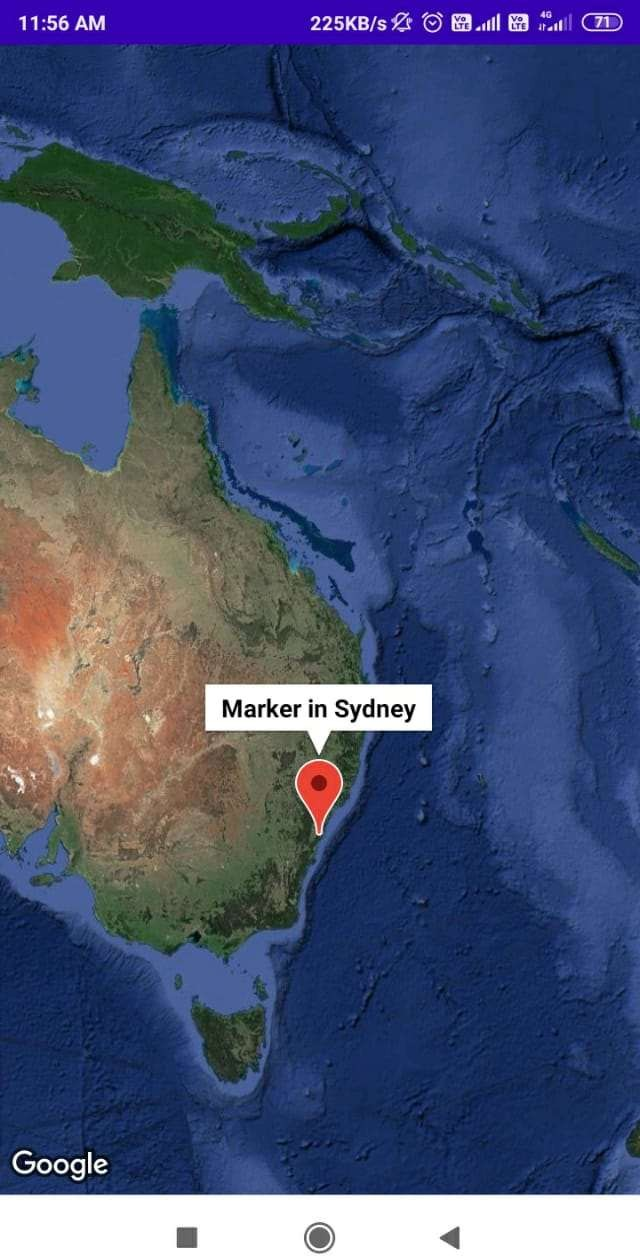 11:56 AM 225KB/s Vo LTE Vo LTE 4G 71
Marker in Sydney
Google